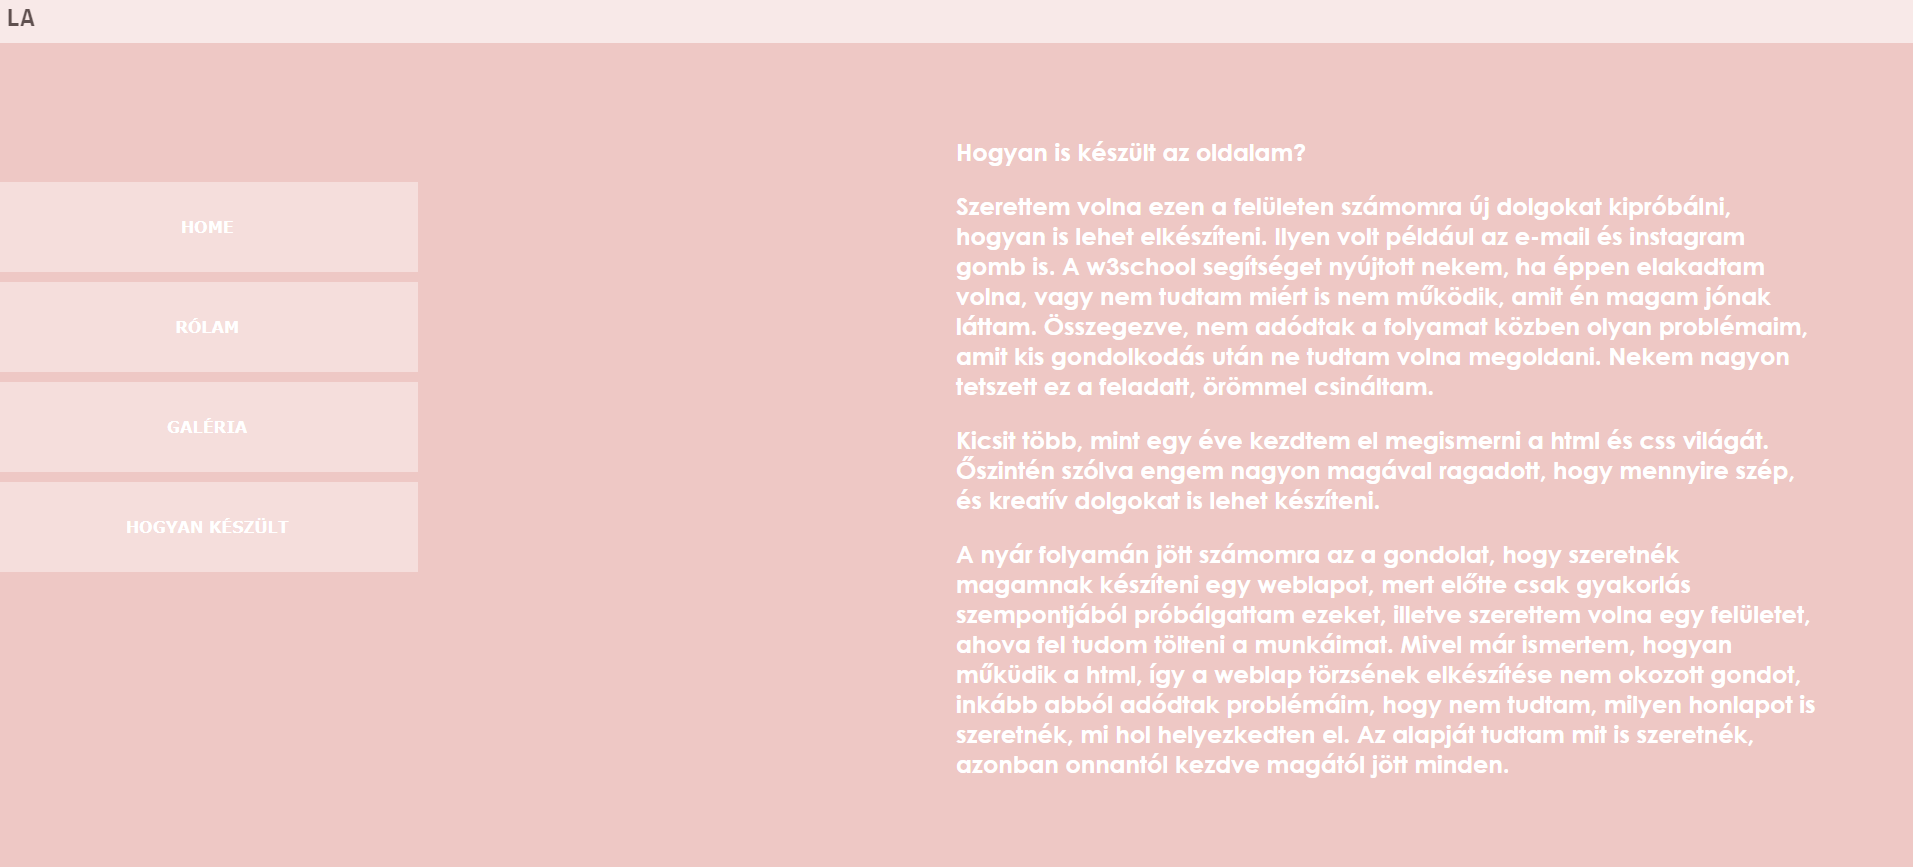 LA
HOME
RÓLAM
GALÉRIA
HOGYAN KÉSZÜLT
Hogyan is készült az oldalam?
Szerettem volna ezen a felületen számomra új dolgokat kipróbálni,
hogyan is lehet elkészíteni. Ilyen volt például az e-mail és instagram
gomb is. A w3school segítséget nyújtott nekem, ha éppen elakadtam
volna, vagy nem tudtam miért is nem működik, amit én magam jónak
láttam. Összegezve, nem adódtak a folyamat közben olyan problémaim,
amit kis gondolkodás után ne tudtam volna megoldani. Nekem nagyon
tetszett ez a feladatt, örömmel csináltam.
Kicsit több, mint egy éve kezdtem el megismerni a html és css világát.
Őszintén szólva engem nagyon magával ragadott, hogy mennyire szép,
és kreatív dolgokat is lehet készíteni.
A nyár folyamán jött számomra az a gondolat, hogy szeretnék
magamnak készíteni egy weblapot, mert előtte csak gyakorlás
szempontjából próbálgattam ezeket, illetve szerettem volna egy felületet,
ahova fel tudom tölteni a munkáimat. Mivel már ismertem, hogyan
műküdik a html, így a weblap törzsének elkészítése nem okozott gondot,
inkább abból adódtak problémáim, hogy nem tudtam, milyen honlapot is
szeretnék, mi hol helyezkedten el. Az alapját tudtam mit is szeretnék,
azonban onnantól kezdve magától jött minden.